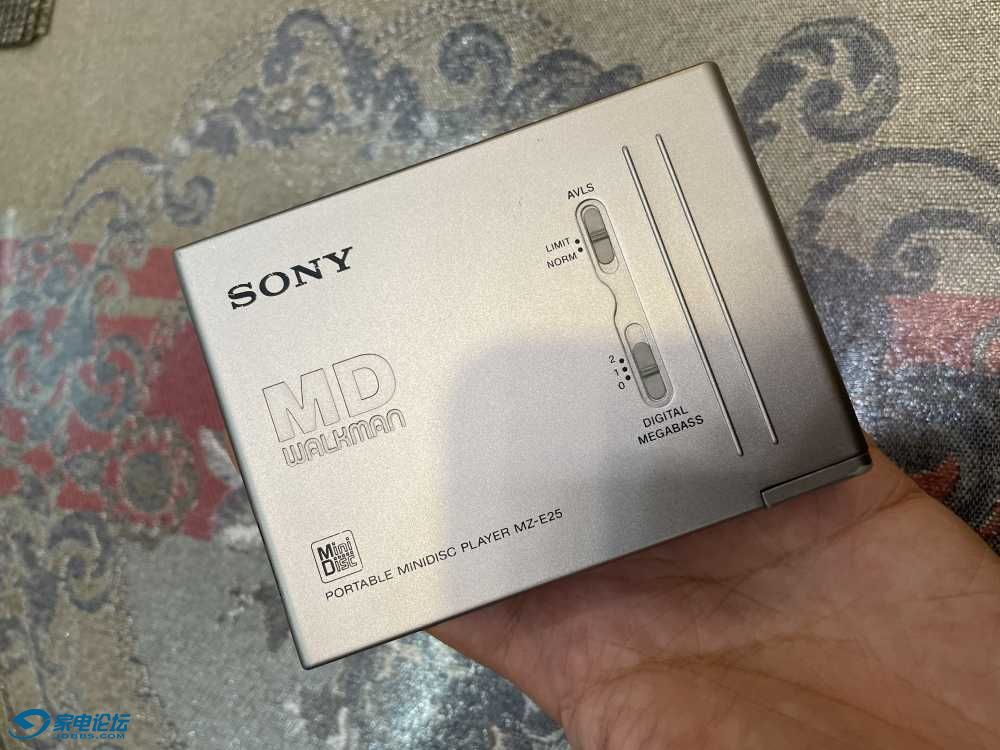 SONY
MD
WALKMAN
Mini
Disc
PORTABLE MINIDISC PLAYER MZ-E25
AVLS
LIMIT
NORM
2
1
0
DIGITAL
MEGABASS
家电论坛
JDBBS.COM